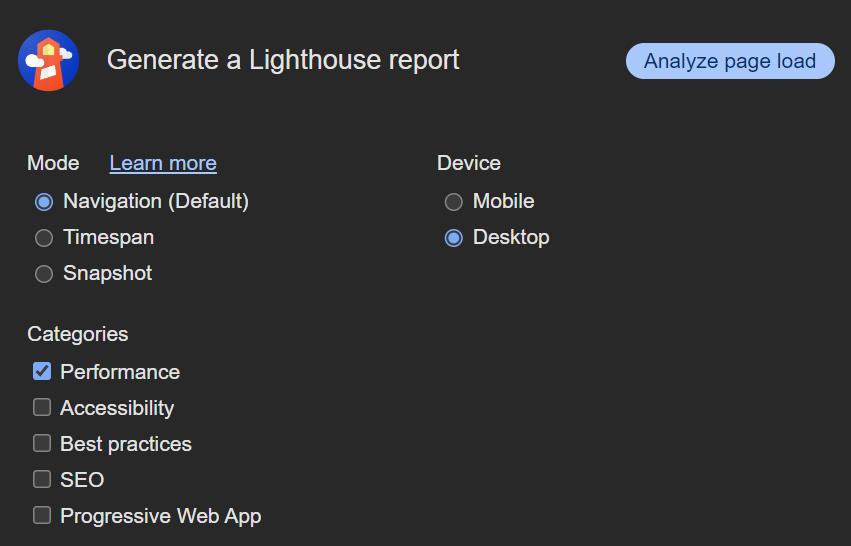 Generate a Lighthouse report
Analyze page load
Mode Learn more
Navigation (Default)
Timespan
Snapshot
Device
Mobile
Desktop
Categories
Performance
Accessibility
Best practices
SEO
Progressive Web App